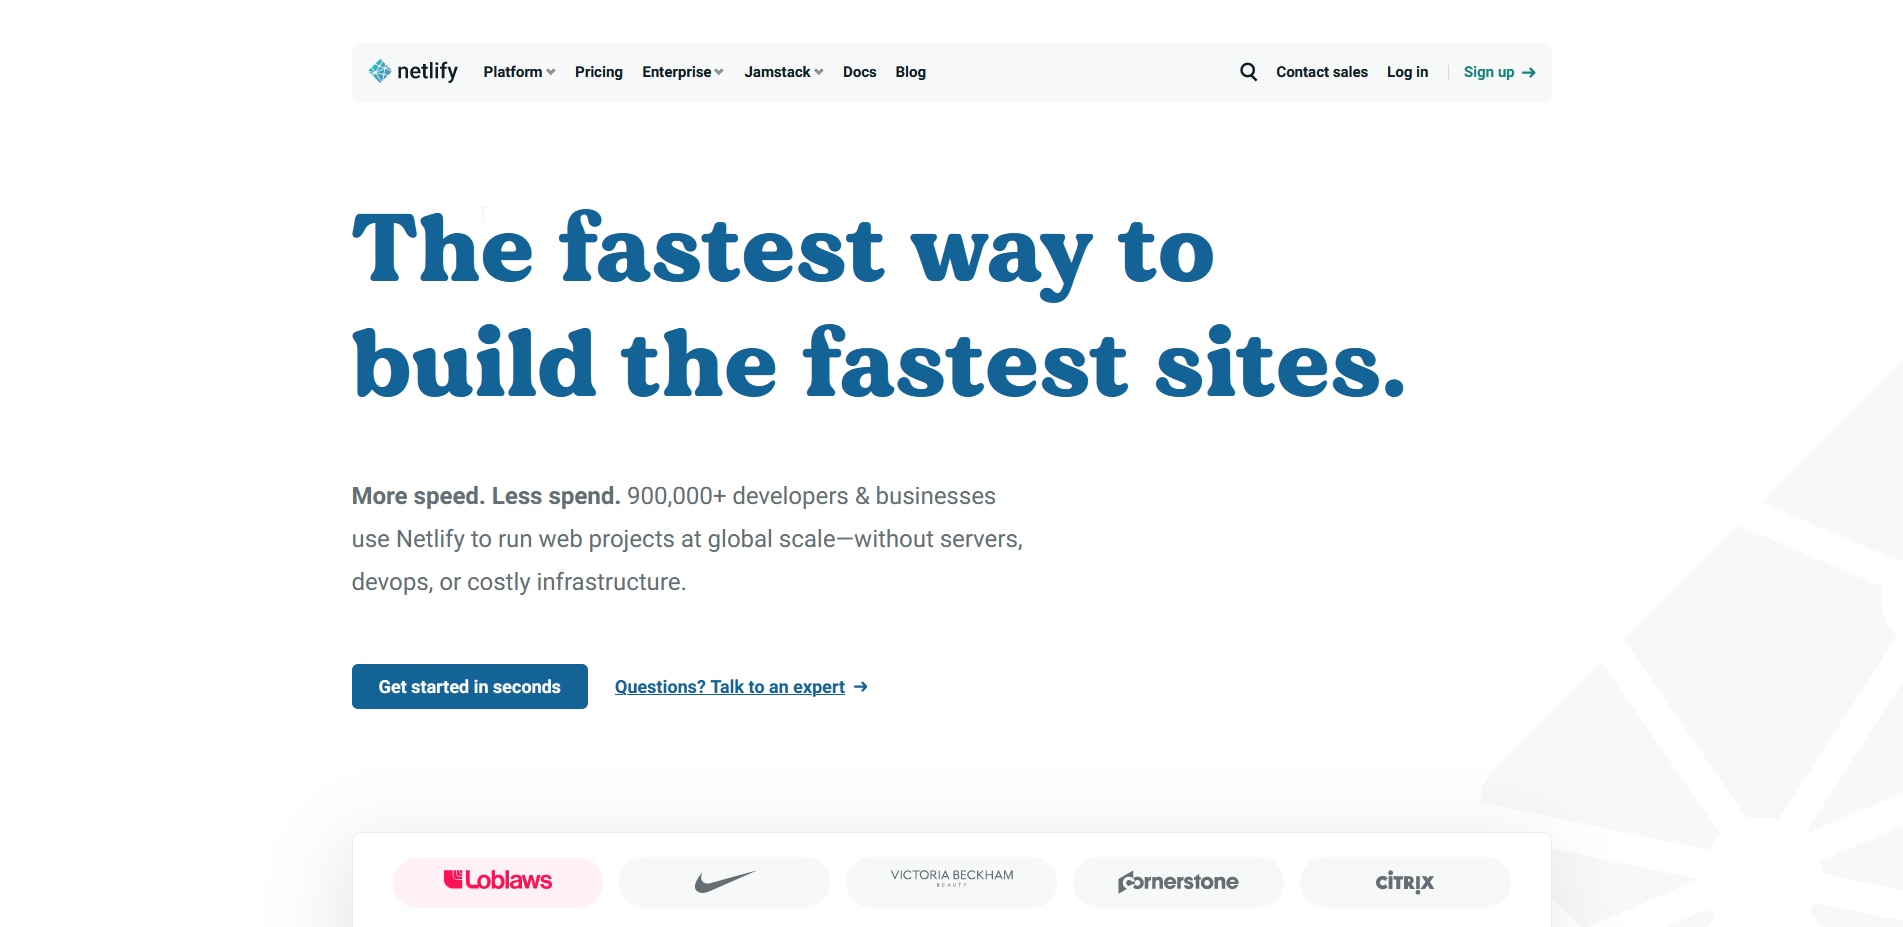 netlify Platform Pricing Enterprise Jamstack Docs Blog Contact sales Log in Sign up
The fastest way to
build the fastest sites.
More speed. Less spend. 900,000+ developers & businesses
use Netlify to run web projects at global scale—without servers,
devops, or costly infrastructure.
Get started in seconds Questions? Talk to an expert
Loblaws VICTORIA BECKHAM BEAUTY Cornerstone CITRIX